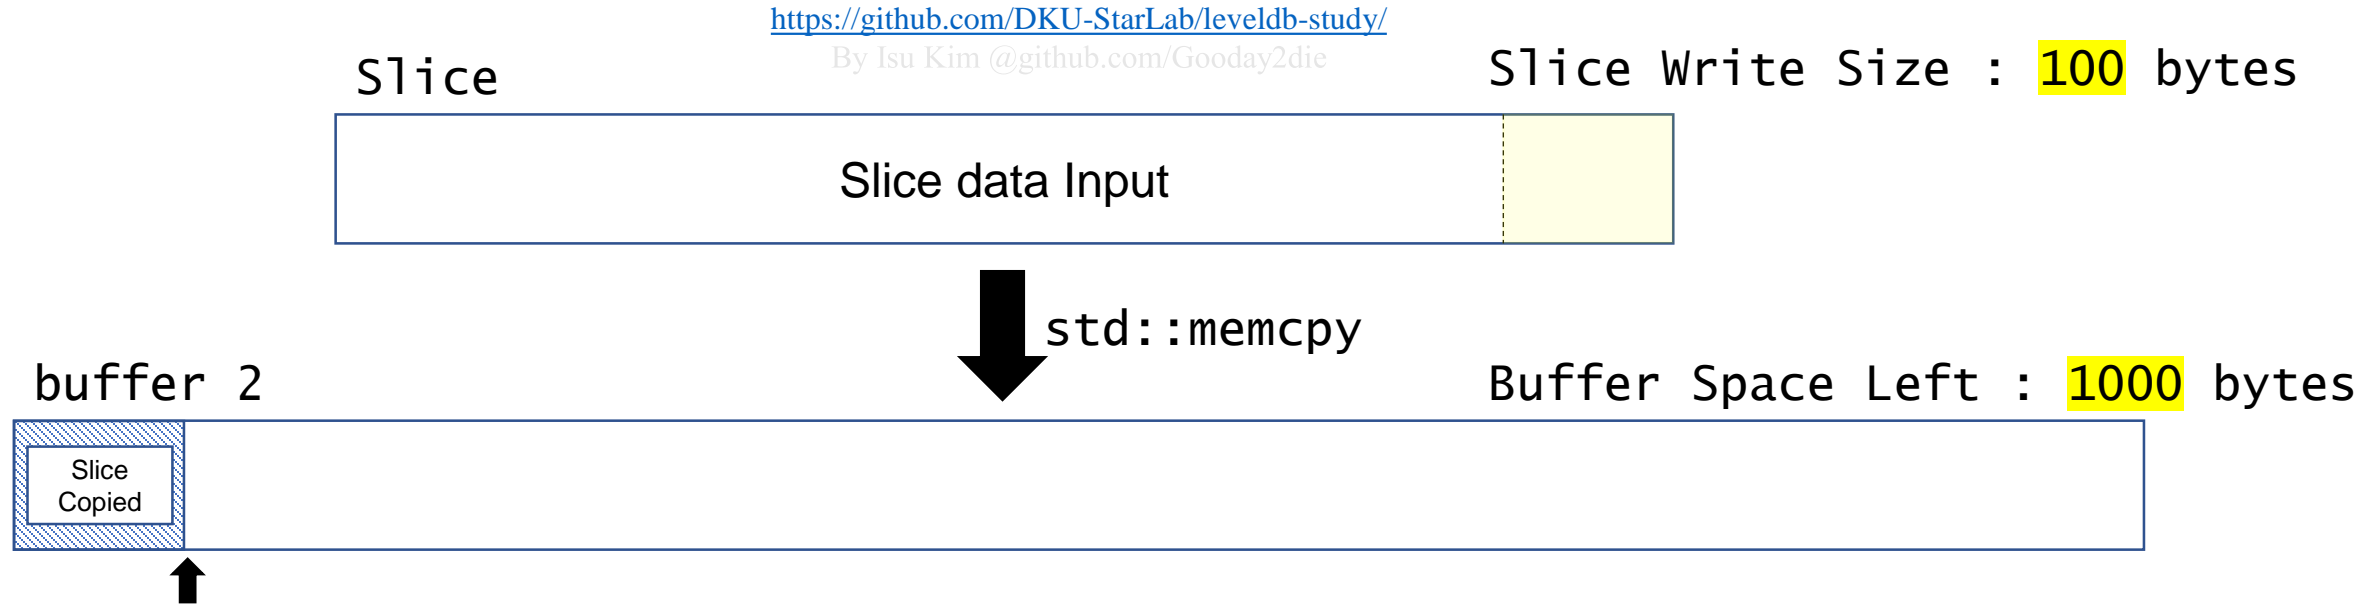 https://github.com/DKU-StarLab/leveldb-study/
By Isu Kim @github.com/Gooday2die
Slice
Slice Write Size : 100 bytes
Slice data Input
std::memcpy
buffer 2
Buffer Space Left : 1000 bytes
Slice
Copied